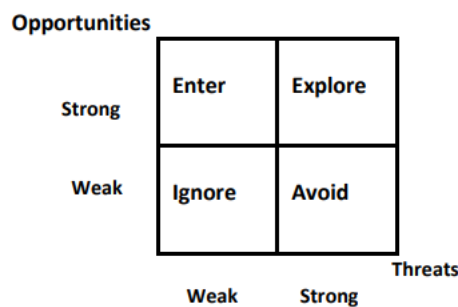 Opportunities
Enter Explore
Strong
Weak Ignore Avoid
Threats
Weak Strong